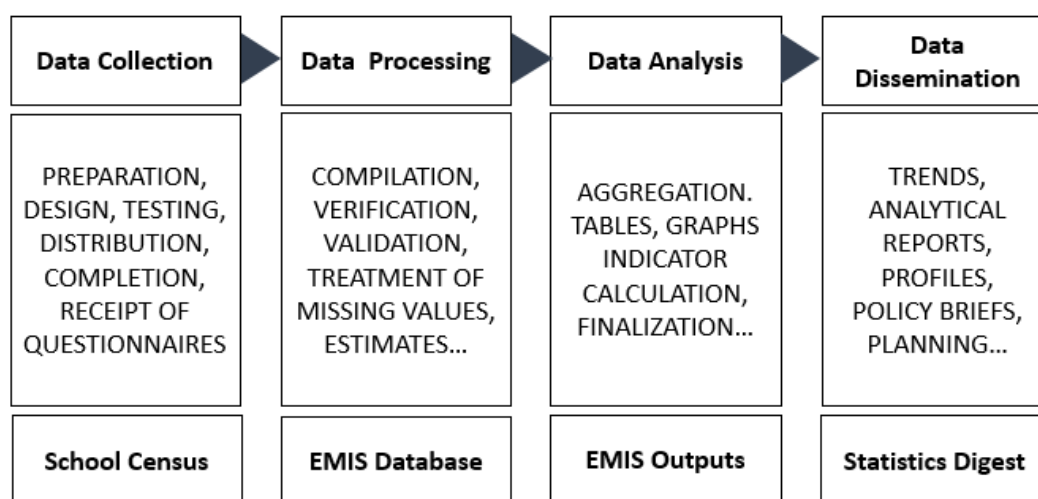 Data Collection
Data Processing
Data Analysis
Data
Dissemination
PREPARATION,
DESIGN, TESTING,
DISTRIBUTION,
COMPLETION,
RECEIPT OF
QUESTIONNAIRES
COMPILATION,
VERIFICATION,
VALIDATION,
TREATMENT OF
MISSING VALUES,
ESTIMATES...
AGGREGATION.
TABLES, GRAPHS
INDICATOR
CALCULATION,
FINALIZATION...
TRENDS,
ANALYTICAL
REPORTS,
PROFILES,
POLICY BRIEFS,
PLANNING...
School Census
EMIS Database
EMIS Outputs
Statistics Digest